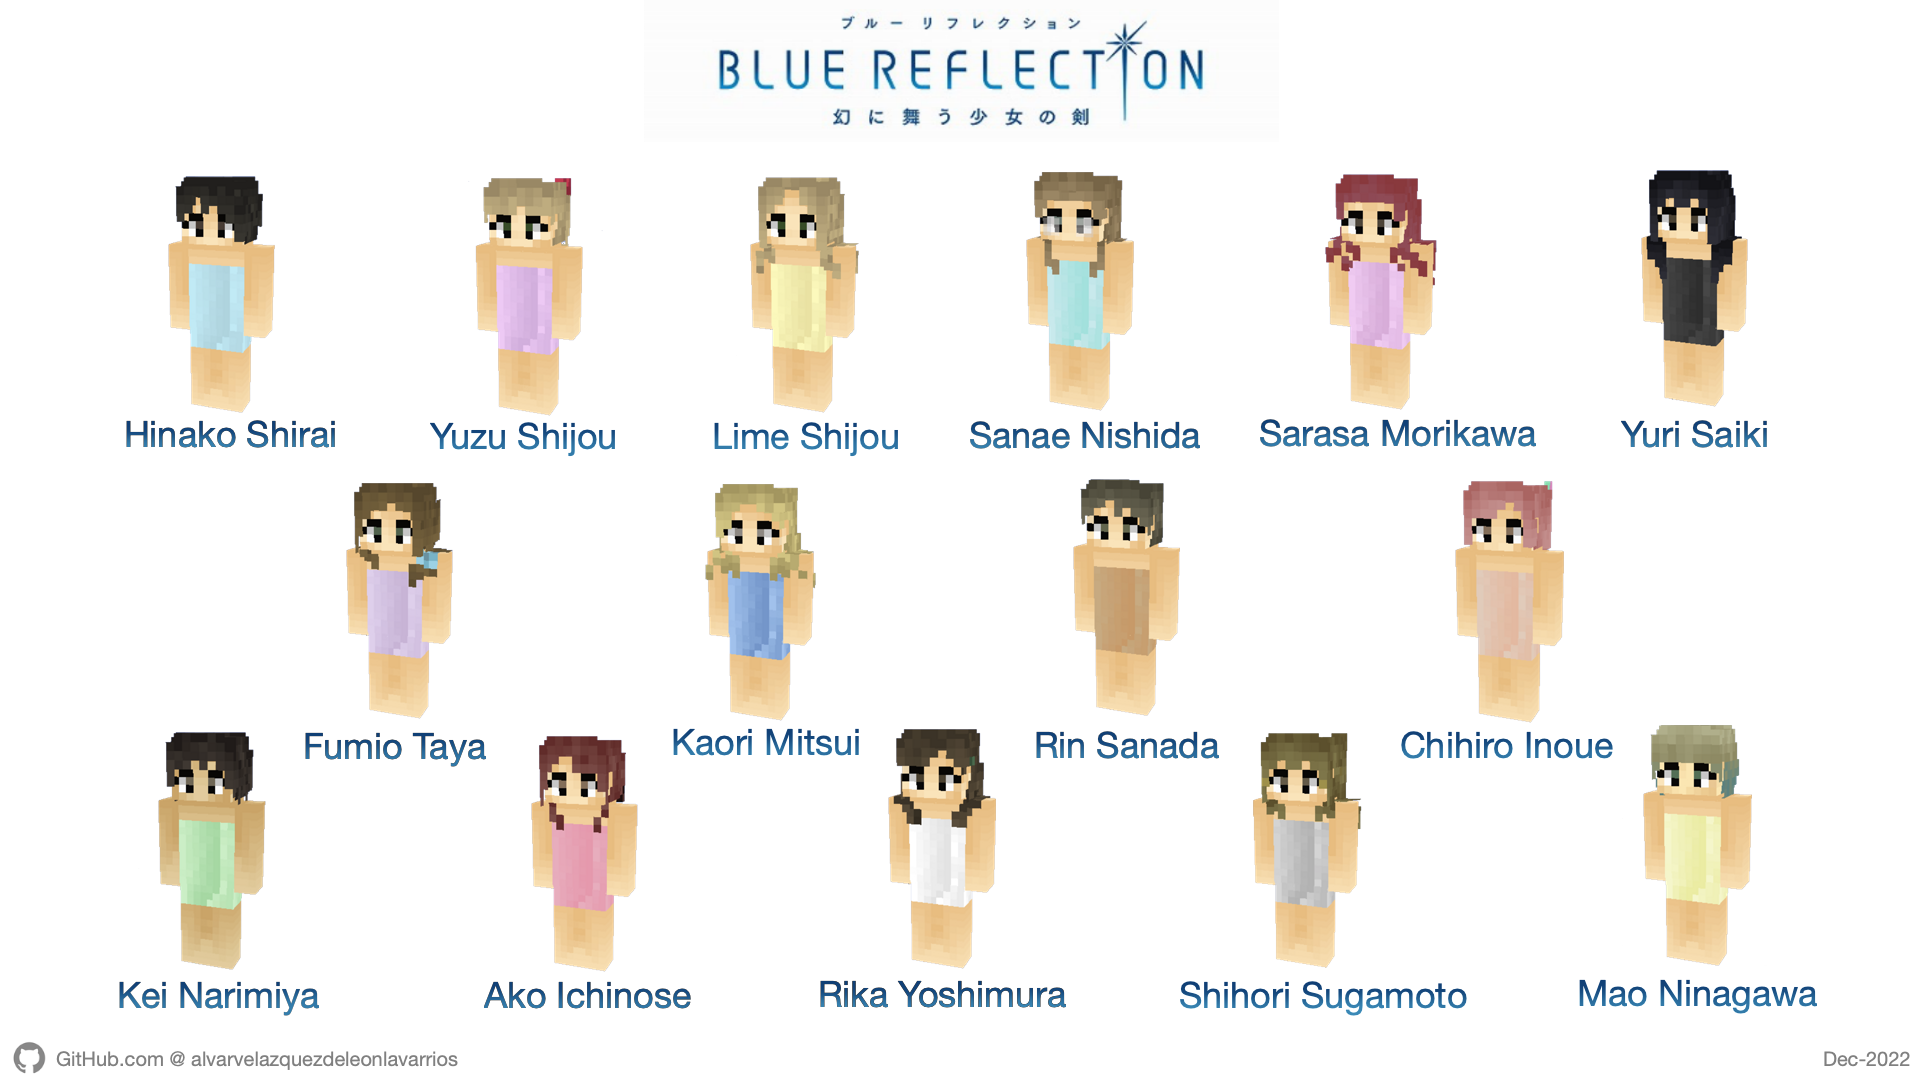 ブルーリフレクション
BLUE REFLECTION
幻に舞う少女の剣
Hinako Shirai
Yuzu Shijou
Lime Shijou
Sanae Nishida
Sarasa Morikawa
Yuri Saiki
Fumio Taya
Kaori Mitsui
Rin Sanada
Chihiro Inoue
Kei Narimiya
Ako Ichinose
Rika Yoshimura
Shihori Sugamoto
Mao Ninagawa
GitHub.com @ alvarvelazquezdeleonlavarrios
Dec-2022